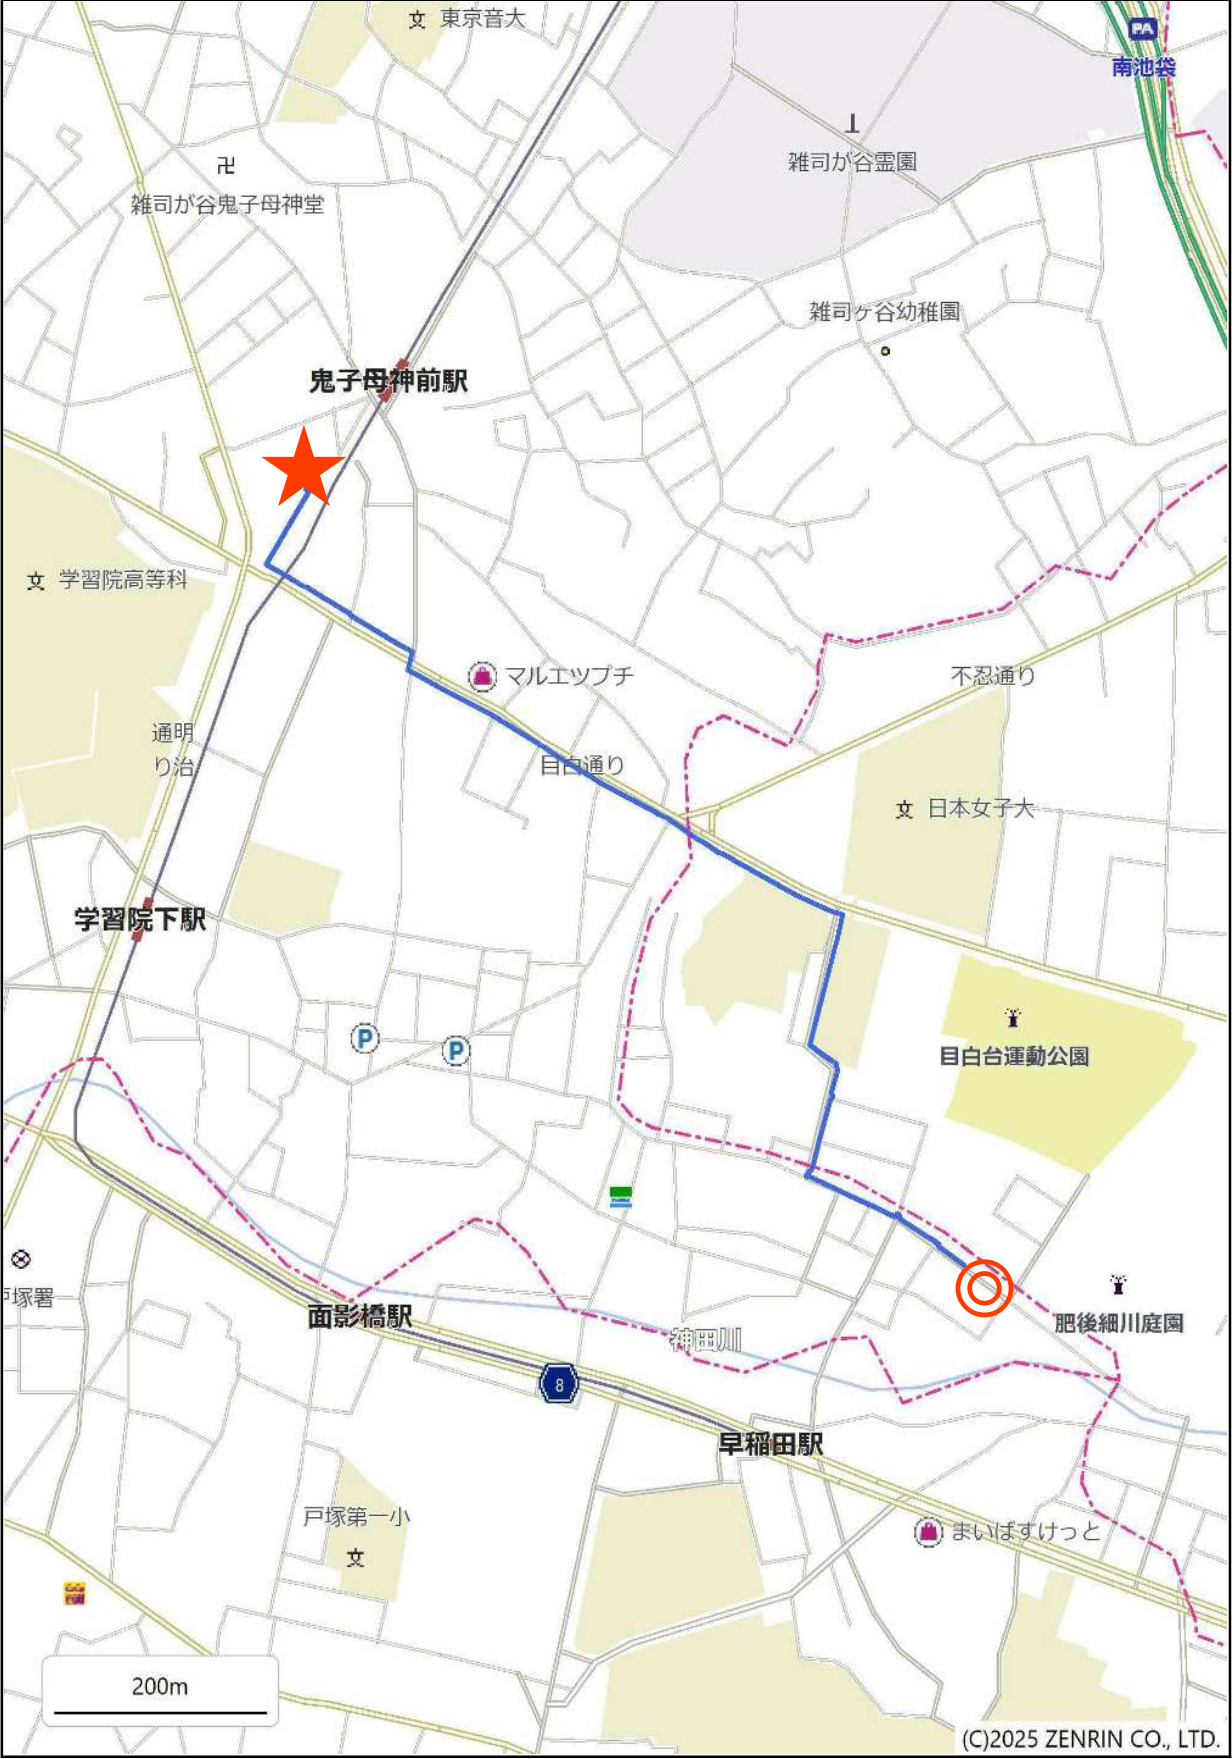 東京音大
PA
南池袋
雑司が谷霊園
雑司が谷鬼子母神堂
雑司ヶ谷幼稚園
鬼子母神前駅
学習院高等科
マルエツプチ
不忍通り
通明
り治
目白通り
日本女子大
学習院下駅
P
P
目白台運動公園
戸塚署
面影橋駅
肥後細川庭園
神田川
8
早稲田駅
戸塚第一小
まいばすけっと
200m
(C)2025 ZENRIN CO., LTD.